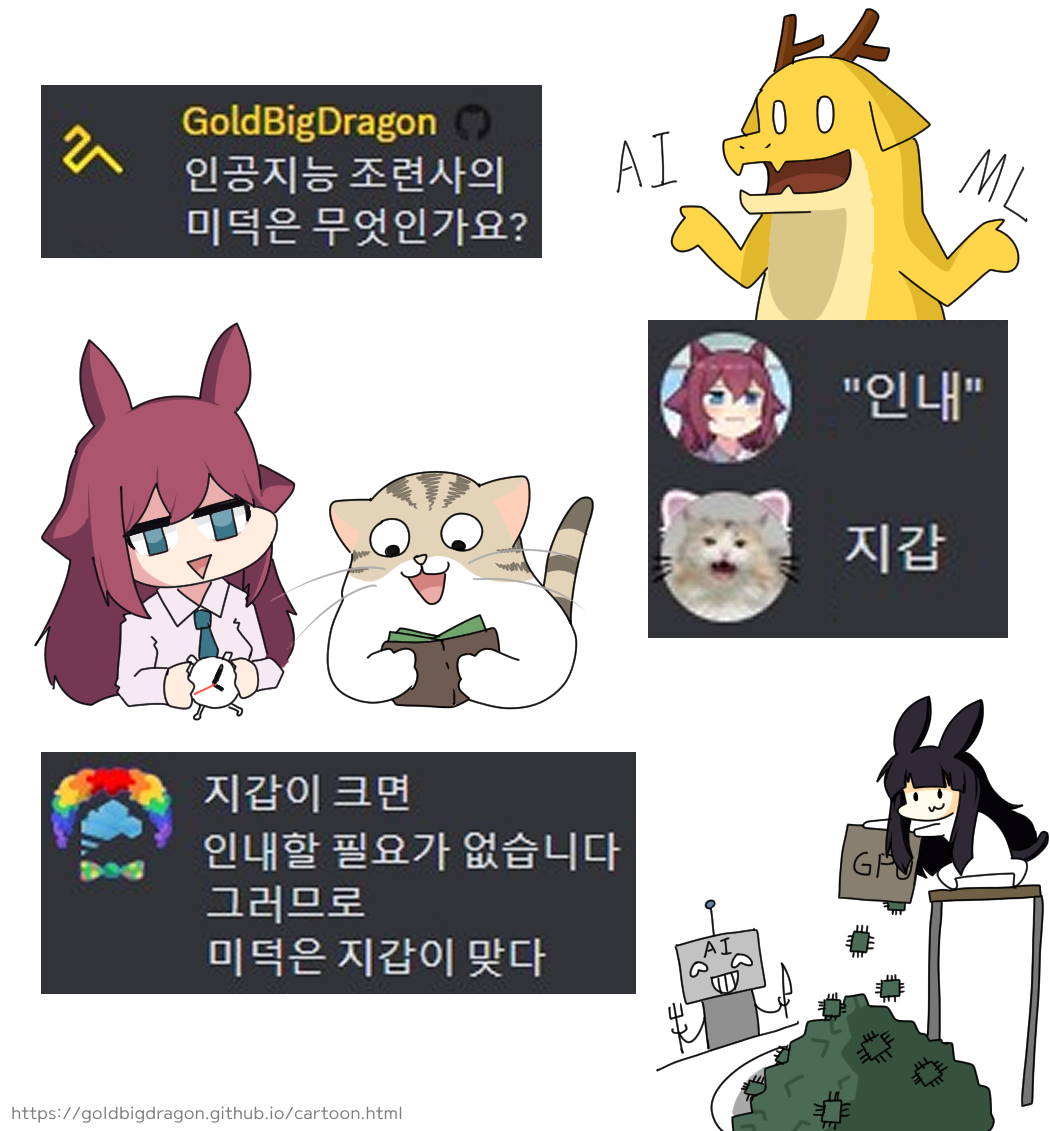 GoldBigDragon
인공지능 조련사의
미덕은 무엇인가요?
AI
ML
"인내"
지갑
지갑이 크면
인내할 필요가 없습니다
그러므로
미덕은 지갑이 맞다
GPU
AI
https://goldbigdragon.github.io/cartoon.html